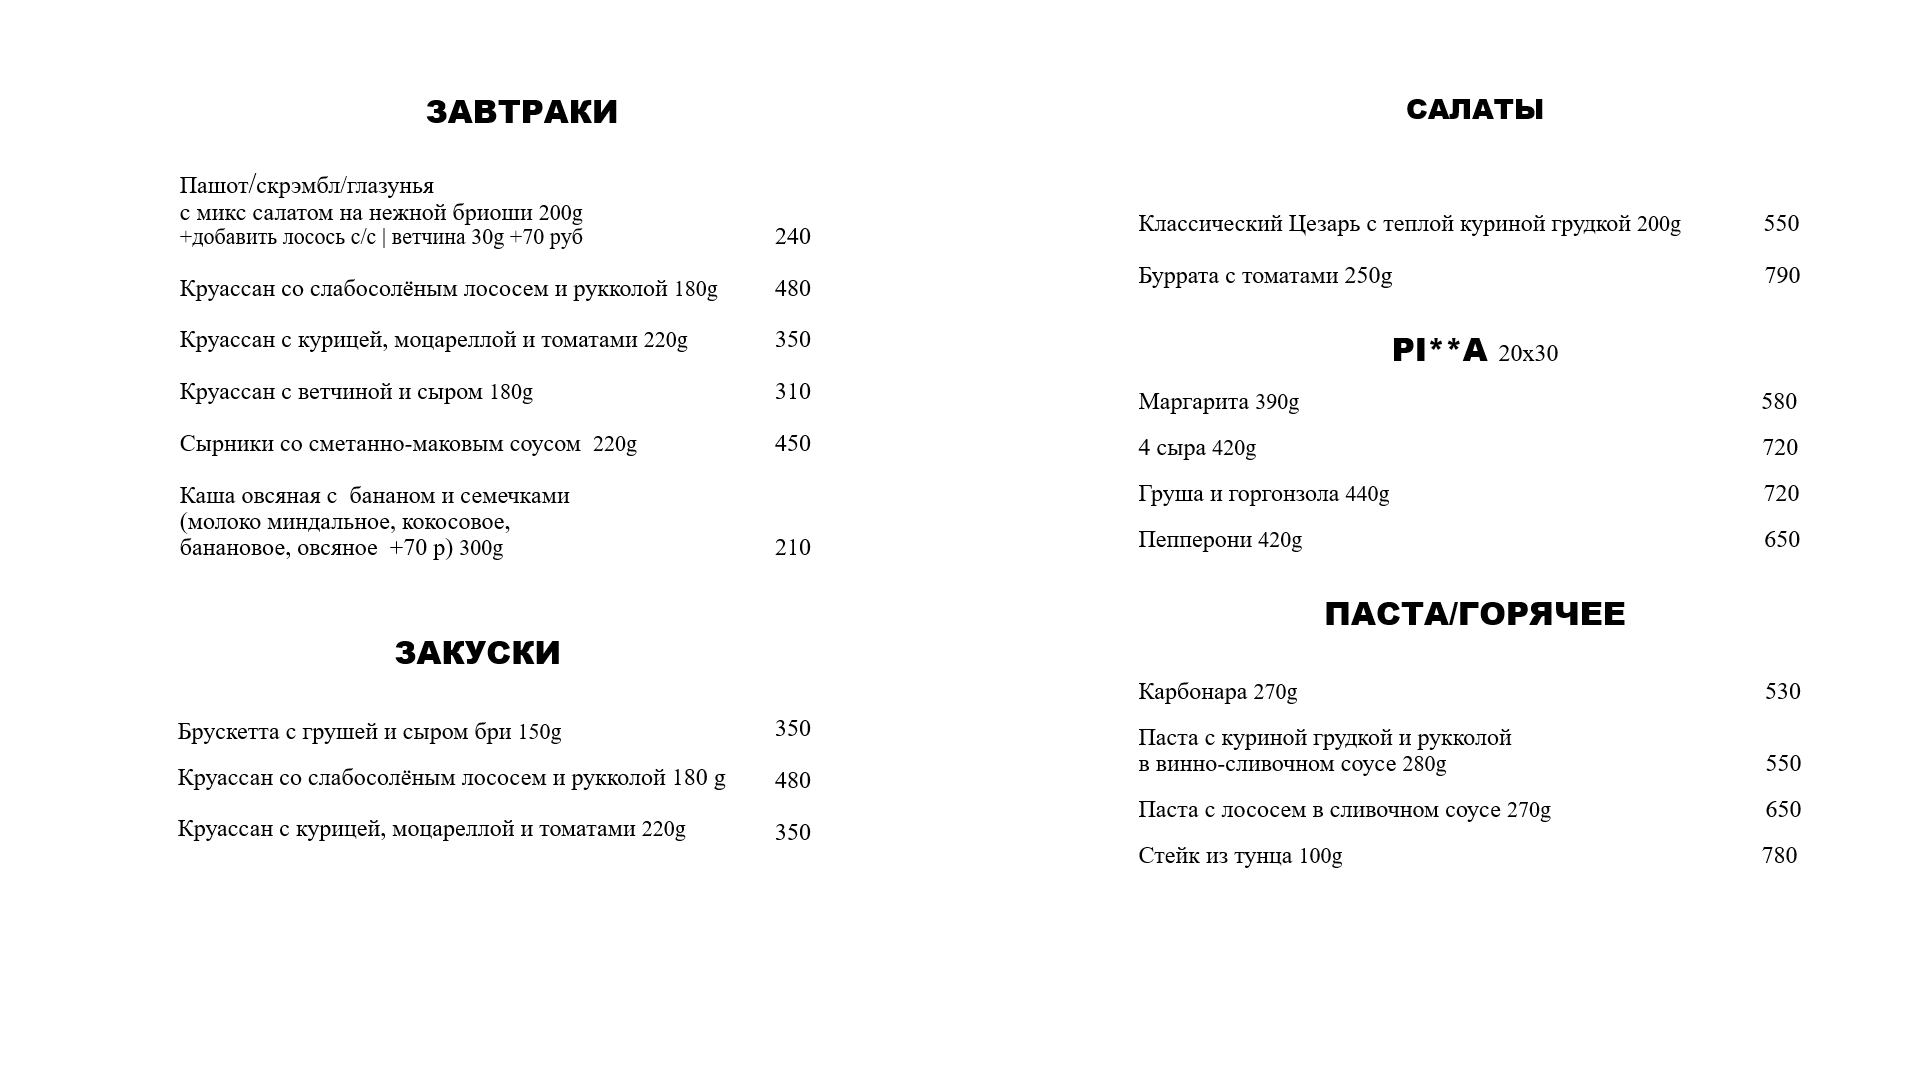 ЗАВТРАКИ
Пашот/скрэмбл/глазунья
с микс салатом на нежной бриоши 200g
+добавить лосось с/с | ветчина 30g +70 руб 240
Круассан со слабосолёным лососем и рукколой 180g 480
Круассан с курицей, моцареллой и томатами 220g 350
Круассан с ветчиной и сыром 180g 310
Сырники со сметанно-маковым соусом 220g 450
Каша овсяная с бананом и семечками
(молоко миндальное, кокосовое,
банановое, овсяное +70 р) 300g 210
ЗАКУСКИ
Брускетта с грушей и сыром бри 150g 350
Круассан со слабосолёным лососем и рукколой 180 g 480
Круассан с курицей, моцареллой и томатами 220g 350
САЛАТЫ
Классический Цезарь с теплой куриной грудкой 200g 550
Буррата с томатами 250g 790
PI**A 20x30
Маргарита 390g 580
4 сыра 420g 720
Груша и горгонзола 440g 720
Пепперони 420g 650
ПАСТА/ГОРЯЧЕЕ
Карбонара 270g 530
Паста с куриной грудкой и рукколой
в винно-сливочном соусе 280g 550
Паста с лососем в сливочном соусе 270g 650
Стейк из тунца 100g 780